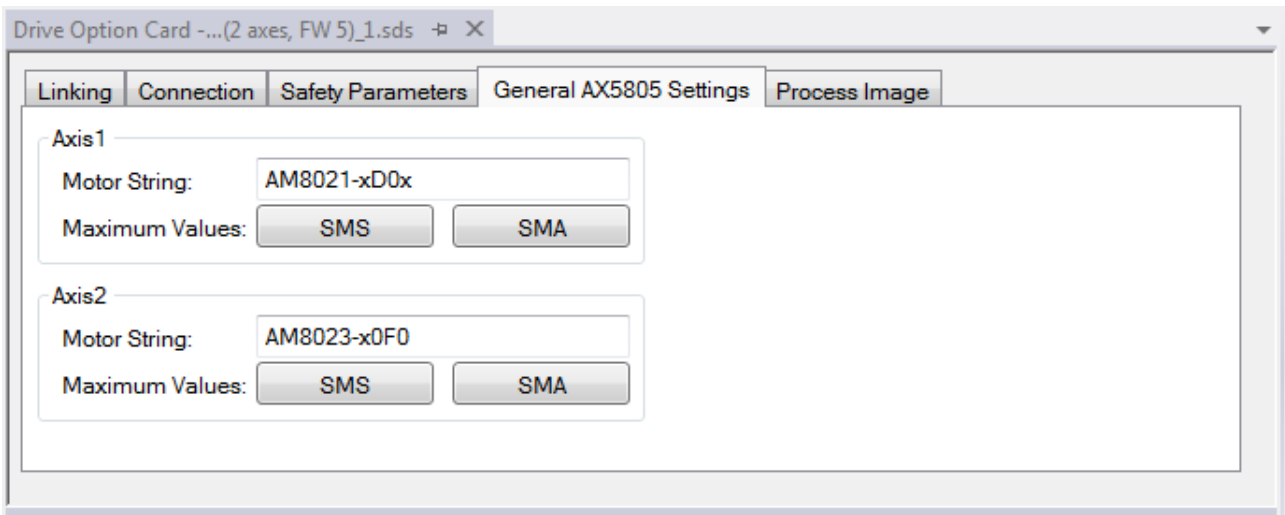 Drive Option Card -...(2 axes, FW 5)_1.sds
Linking Connection Safety Parameters General AX5805 Settings Process Image
Axis1
Motor String: AM8021-xD0x
Maximum Values: SMS SMA
Axis2
Motor String: AM8023-x0F0
Maximum Values: SMS SMA